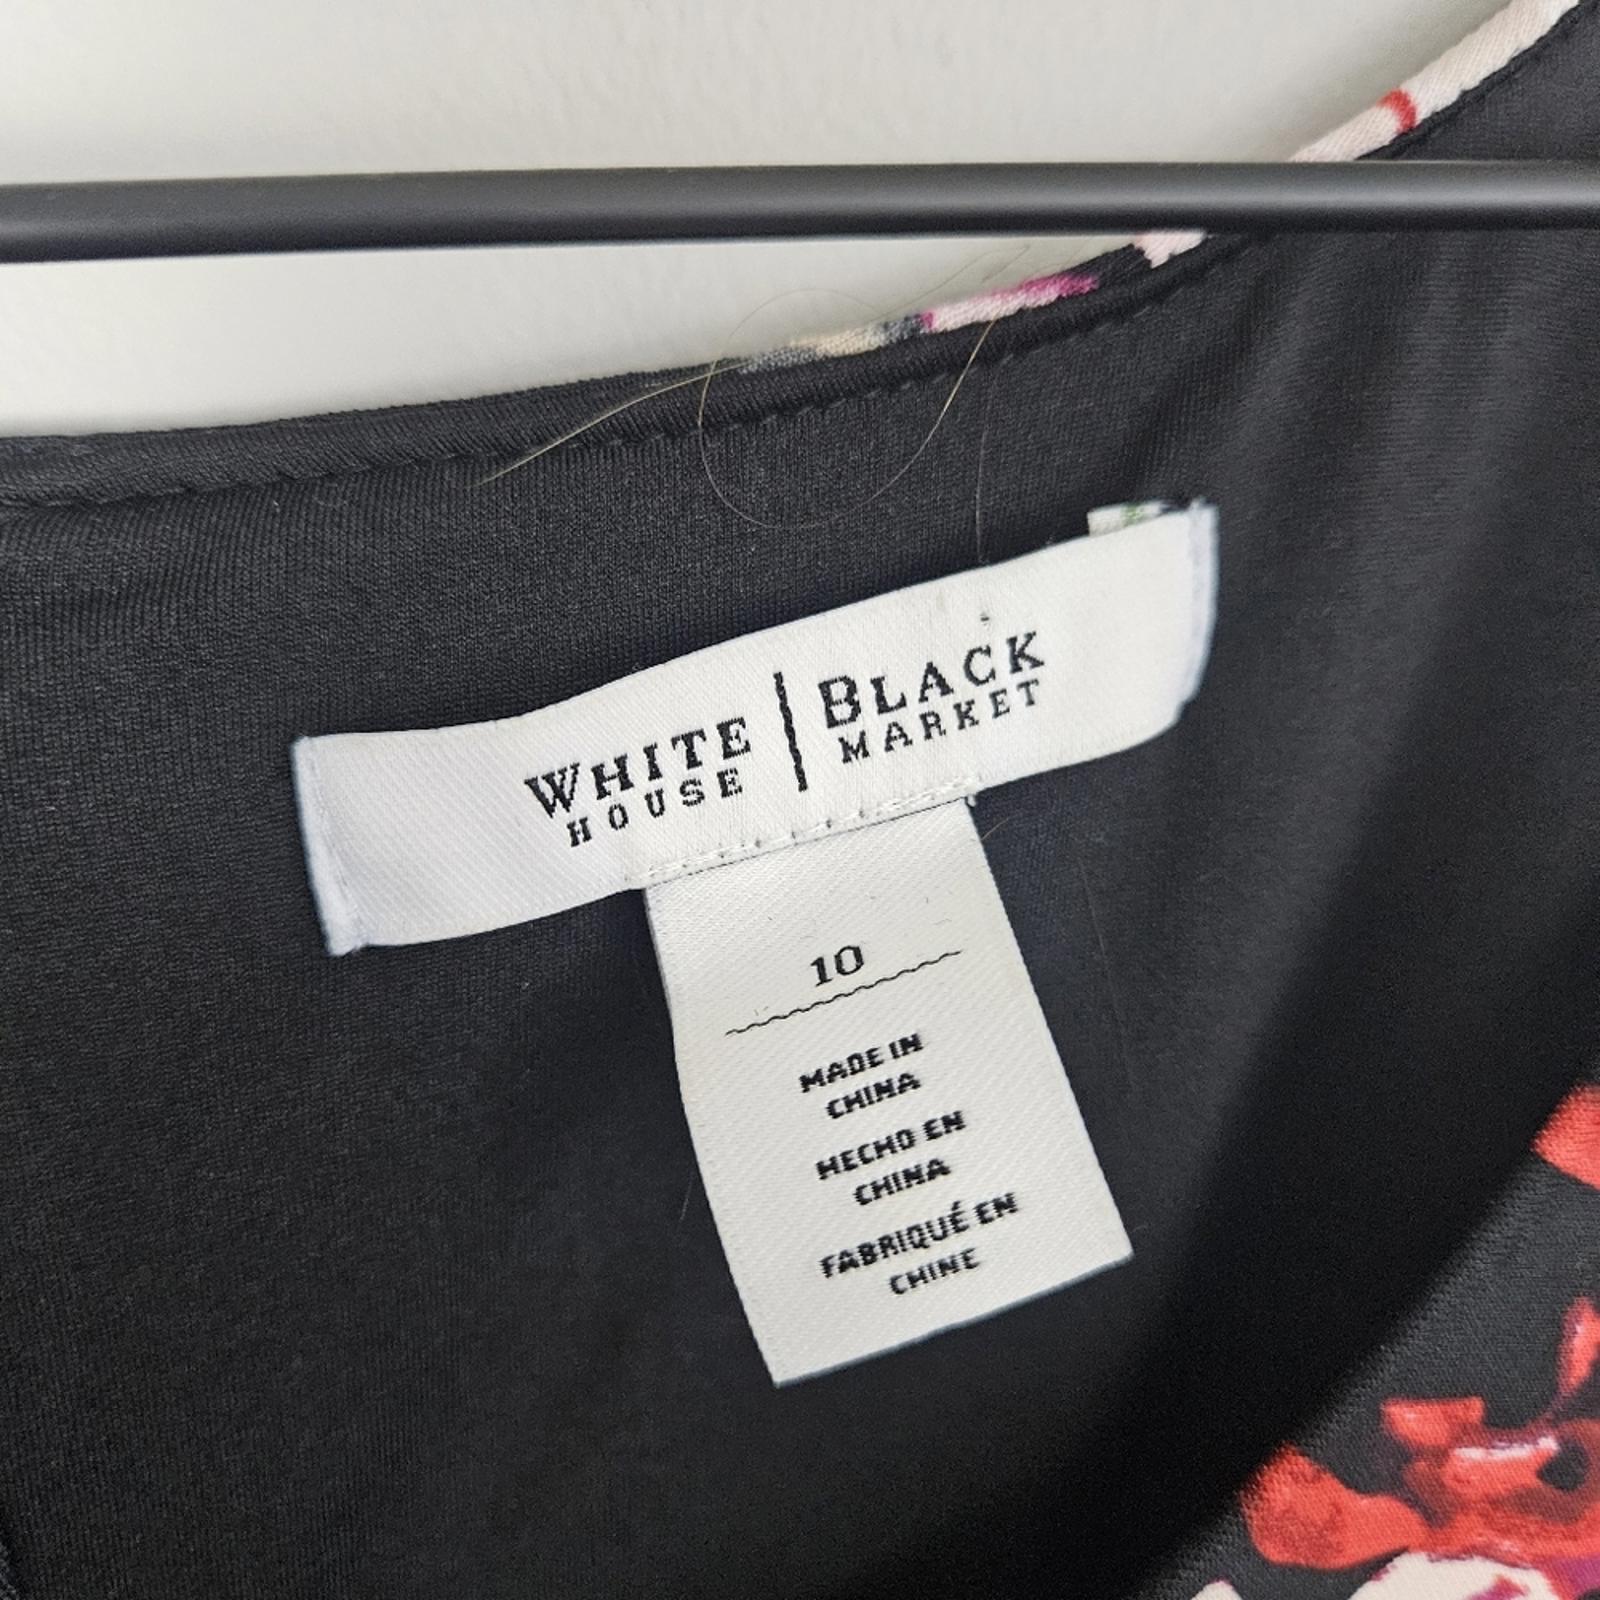 WHITE HOUSE | BLACK MARKET
10
MADE IN
CHINA
HECHO EN
CHINA
FABRIQUÉ EN
CHINE